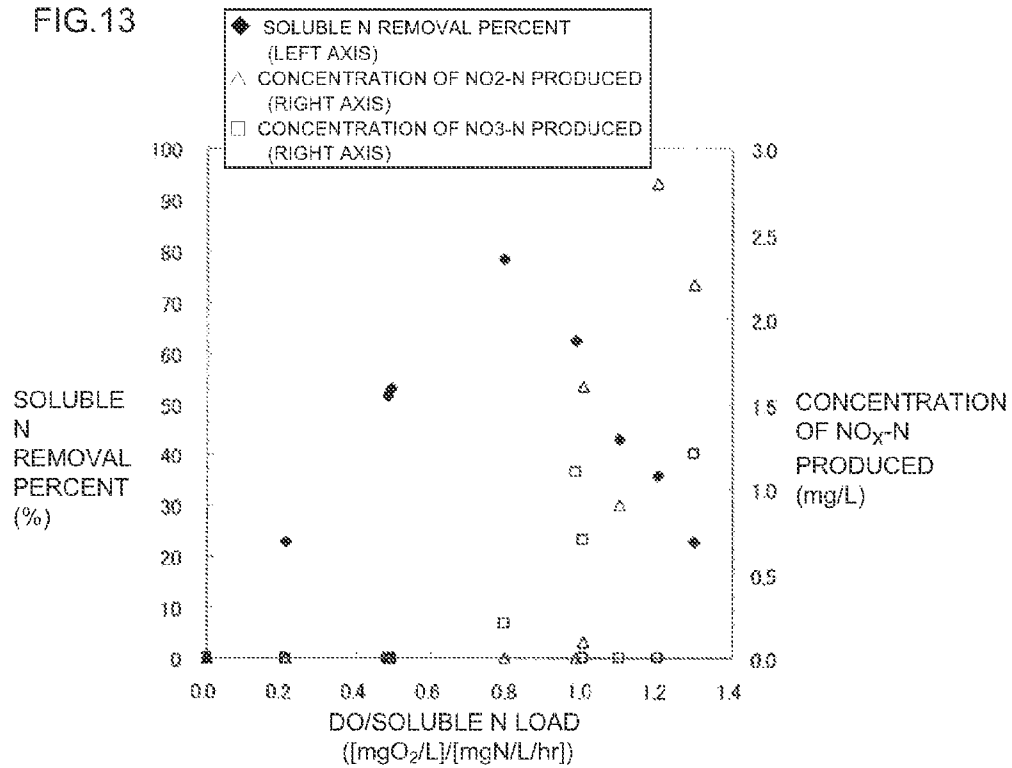 FIG.13
SOLUBLE N REMOVAL PERCENT
(LEFT AXIS)
CONCENTRATION OF NO2-N PRODUCED
(RIGHT AXIS)
CONCENTRATION OF NO3-N PRODUCED
(RIGHT AXIS)
100
90
80
70
60
50
40
30
20
10
0
SOLUBLE
N
REMOVAL
PERCENT
(%)
3.0
2.5
2.0
1.5
1.0
0.5
0.0
CONCENTRATION
OF NOX-N
PRODUCED
(mg/L)
0.0 0.2 0.4 0.6 0.8 1.0 1.2 1.4
DO/SOLUBLE N LOAD
([mgO2/L]/[mgN/L/hr])